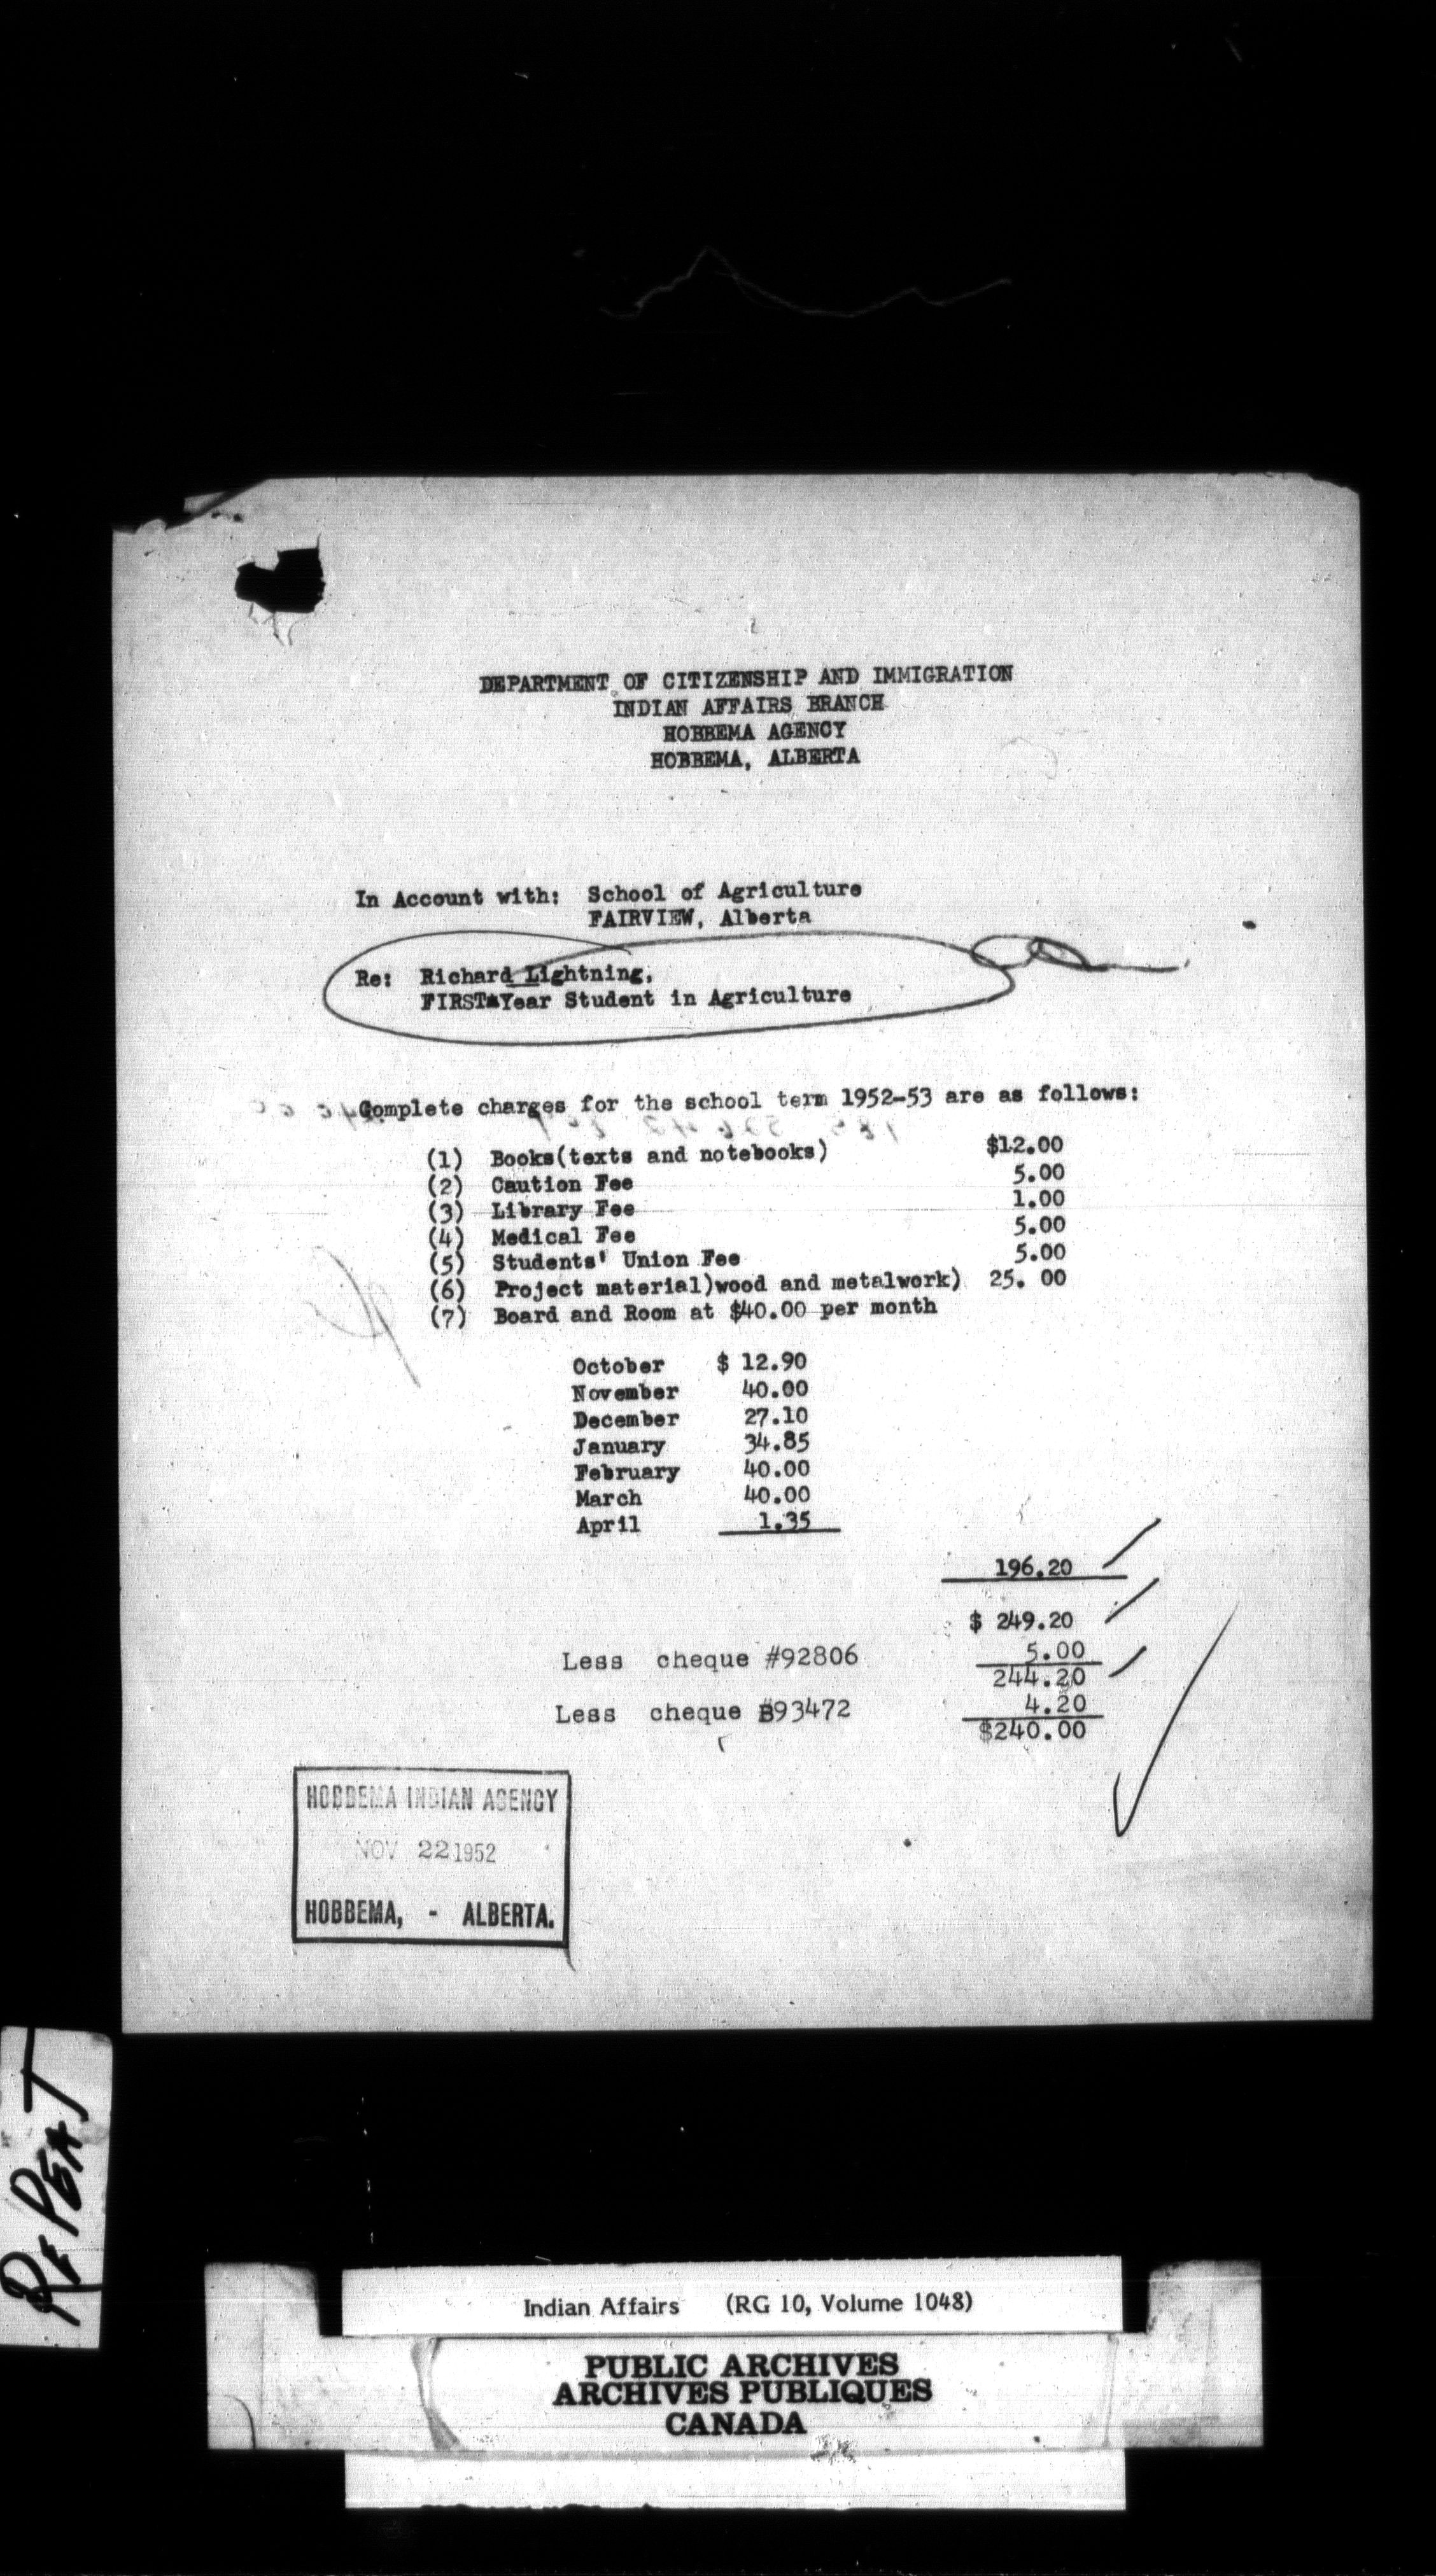 DEPARTMENT OF CITIZENSHIP AND IMMIGRATION
INDIAN AFFAIRS BRANCH
HOBBEMA AGENCY
HOBBEMA, ALBERTA
In Account with: School of Agriculture
FAIRVIEW, Alberta
Re: Richard Lightning,
FIRST Year Student in Agriculture
Complete charges for the school term 1952-53 are as follows:
(1) Books(texts and notebooks) $12.00
(2) Caution Fee 5.00
(3) Library Fee 1.00
(4) Medical Fee 5.00
(5) Students' Union Fee 5.00
(6) Project material)wood and metalwork) 25. 00
(7) Board and Room at $40.00 per month
October $ 12.90
November 40.00
December 27.10
January 34.85
February 40.00
March 40.00
April 1.35
196.20
$ 249.20
Less cheque #92806 5.00
244.20
Less cheque B93472 4.20
$240.00
HOBBEMA INDIAN AGENCY
NOV 22 1952
HOBBEMA, - ALBERTA.
REPEAT
Indian Affairs (RG 10, Volume 1048)
PUBLIC ARCHIVES
ARCHIVES PUBLIQUES
CANADA